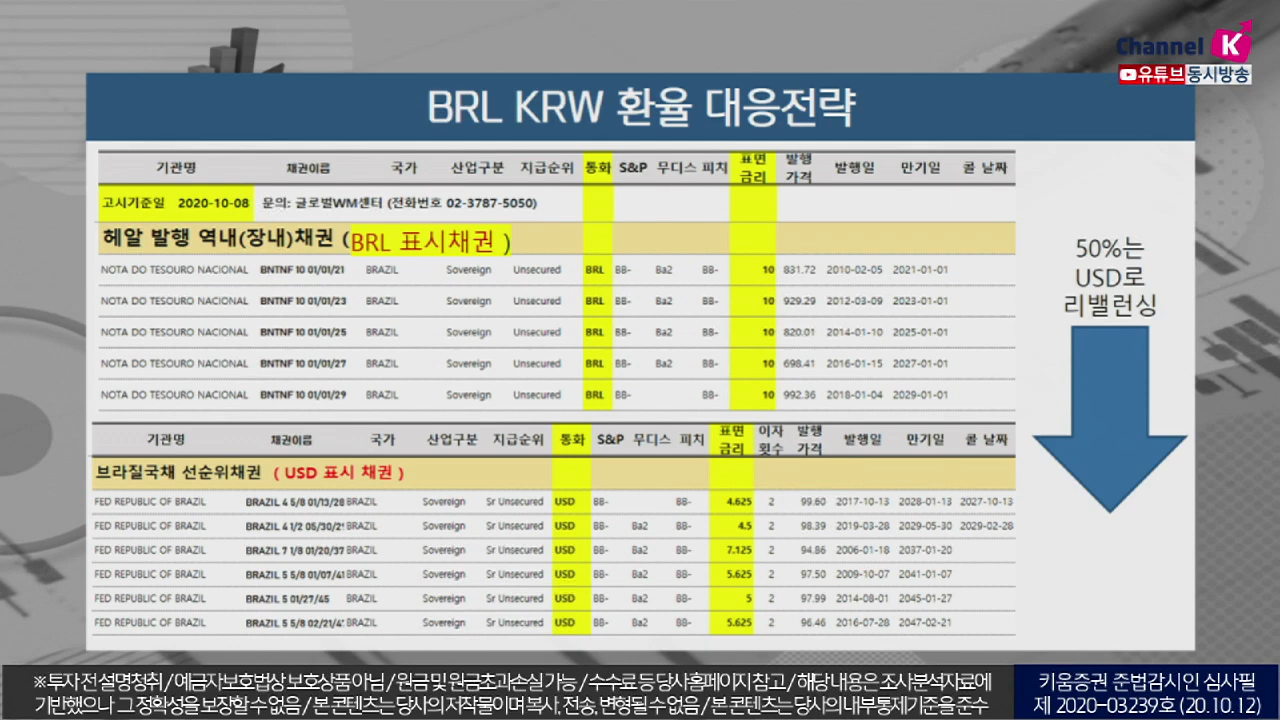 Channel K
유튜브 동시방송
BRL KRW 환율 대응전략
기관명 채권이름 국가 산업구분 지급순위 통화 S&P 무디스 피치 표면금리 발행가격 발행일 만기일 콜 날짜
고시기준일 2020-10-08 문의: 글로벌WM센터 (전화번호 02-3787-5050)
헤알 발행 역내(장내)채권 (BRL 표시채권 )
NOTA DO TESOURO NACIONAL BNTNF 10 01/01/21 BRAZIL Sovereign Unsecured BRL BB- Ba2 BB- 10 831.72 2010-02-05 2021-01-01
NOTA DO TESOURO NACIONAL BNTNF 10 01/01/23 BRAZIL Sovereign Unsecured BRL BB- Ba2 BB- 10 929.29 2012-03-09 2023-01-01
NOTA DO TESOURO NACIONAL BNTNF 10 01/01/25 BRAZIL Sovereign Unsecured BRL BB- Ba2 BB- 10 820.01 2014-01-10 2025-01-01
NOTA DO TESOURO NACIONAL BNTNF 10 01/01/27 BRAZIL Sovereign Unsecured BRL BB- Ba2 BB- 10 698.41 2016-01-15 2027-01-01
NOTA DO TESOURO NACIONAL BNTNF 10 01/01/29 BRAZIL Sovereign Unsecured BRL BB- BB- 10 992.36 2018-01-04 2029-01-01
기관명 채권이름 국가 산업구분 지급순위 통화 S&P 무디스 피치 표면금리 이자횟수 발행가격 발행일 만기일 콜 날짜
브라질국채 선순위채권 ( USD 표시 채권 )
FED REPUBLIC OF BRAZIL BRAZIL 4 5/8 01/13/28 BRAZIL Sovereign Sr Unsecured USD BB- BB- 4.625 2 99.60 2017-10-13 2028-01-13 2027-10-13
FED REPUBLIC OF BRAZIL BRAZIL 4 1/2 05/30/2 BRAZIL Sovereign Sr Unsecured USD BB- Ba2 BB- 4.5 2 98.39 2019-03-28 2029-05-30 2029-02-28
FED REPUBLIC OF BRAZIL BRAZIL 7 1/8 01/20/37 BRAZIL Sovereign Sr Unsecured USD BB- Ba2 BB- 7.125 2 94.86 2006-01-18 2037-01-20
FED REPUBLIC OF BRAZIL BRAZIL 5 5/8 01/07/41 BRAZIL Sovereign Sr Unsecured USD BB- Ba2 BB- 5.625 2 97.50 2009-10-07 2041-01-07
FED REPUBLIC OF BRAZIL BRAZIL 5 01/27/45 BRAZIL Sovereign Sr Unsecured USD BB- Ba2 BB- 5 2 97.99 2014-08-01 2045-01-27
FED REPUBLIC OF BRAZIL BRAZIL 5 5/8 02/21/4 BRAZIL Sovereign Sr Unsecured USD BB- Ba2 BB- 5.625 2 96.46 2016-07-28 2047-02-21
50%는
USD로
리밸런싱
※ 투자 전 설명청취 / 예금자보호법상 보호상품 아님 / 원금 및 원금초과손실 가능 / 수수료 등 당사홈페이지 참고 / 해당 내용은 조사분석자료에
기반했으나 그 정확성을 보장할 수 없음 / 본 콘텐츠는 당사의 저작물이며 복사, 전송, 변형될 수 없음 / 본 콘텐츠는 당사의 내부통제기준을 준수
키움증권 준법감시인 심사필
제 2020-03239호 (20.10.12)